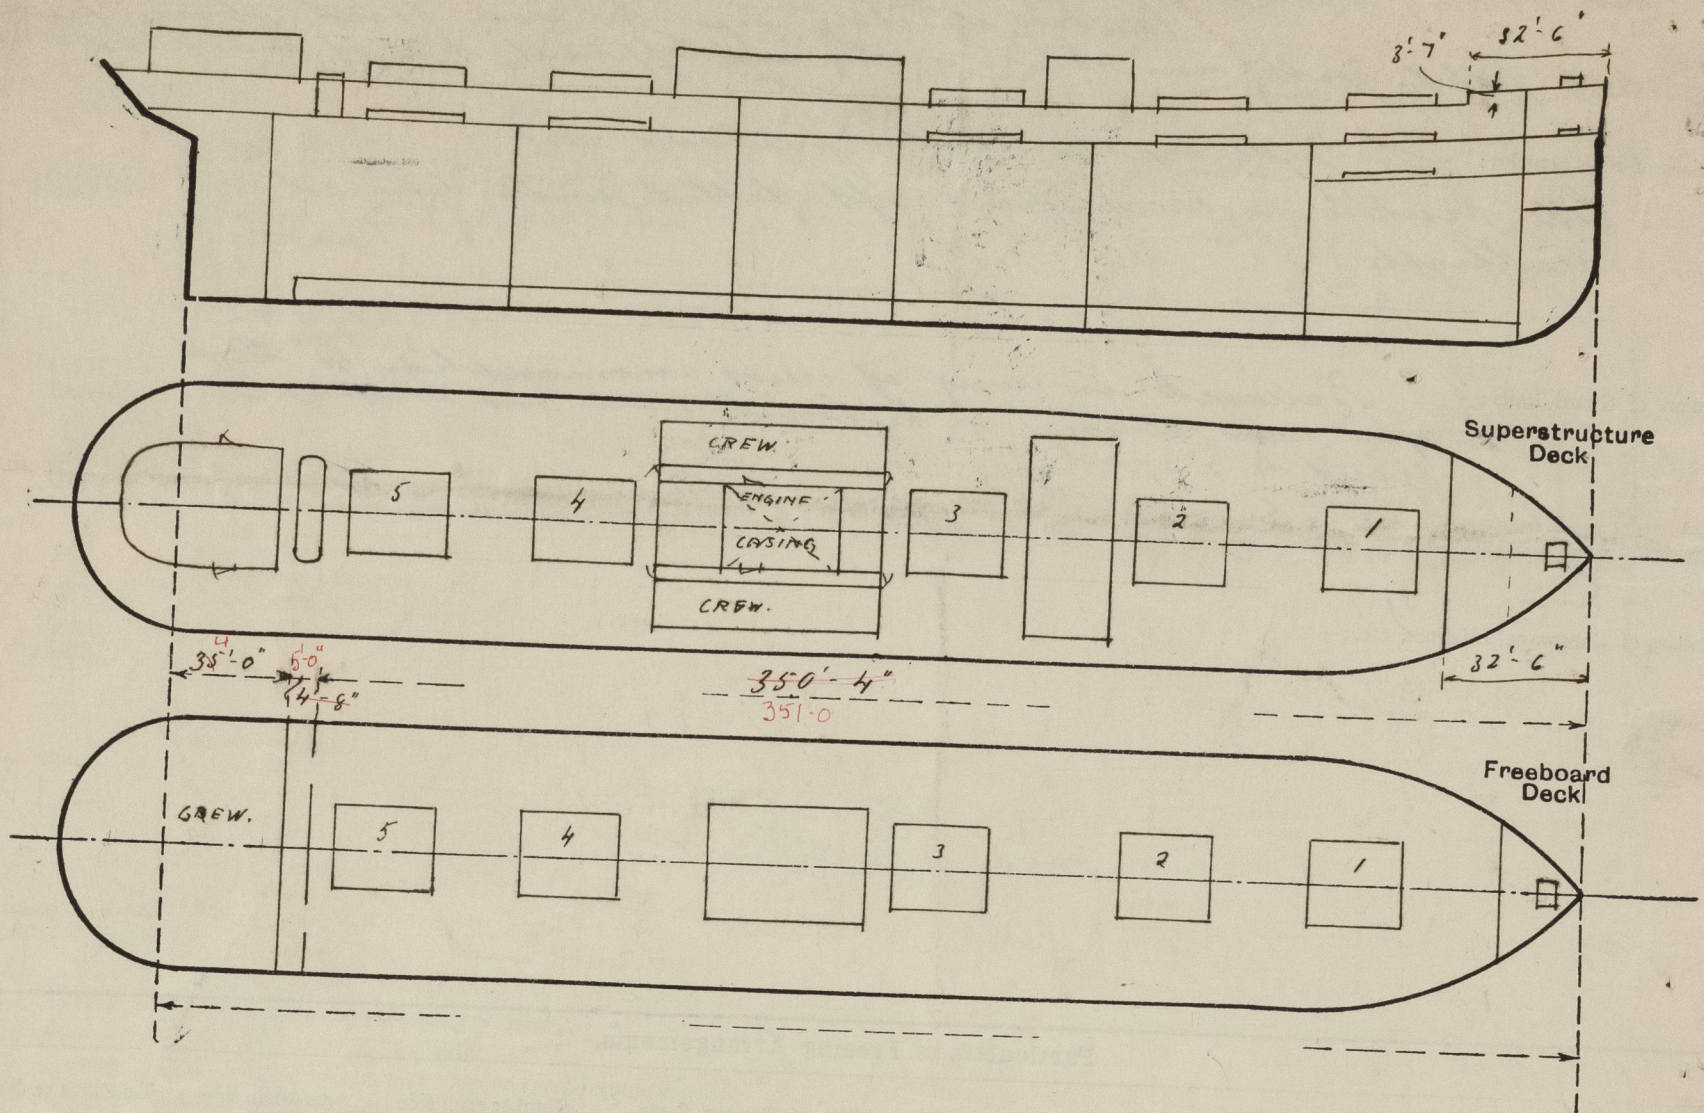 32'-6"
3'-7"
Superstructure
Deck
CREW.
5
4
ENGINE
CASING
3
2
1
CREW.
4
35'-0"
5'-0"
4'-8"
350'-4"
351·0
32'-6"
Freeboard
Deck
CREW.
5
4
3
2
1